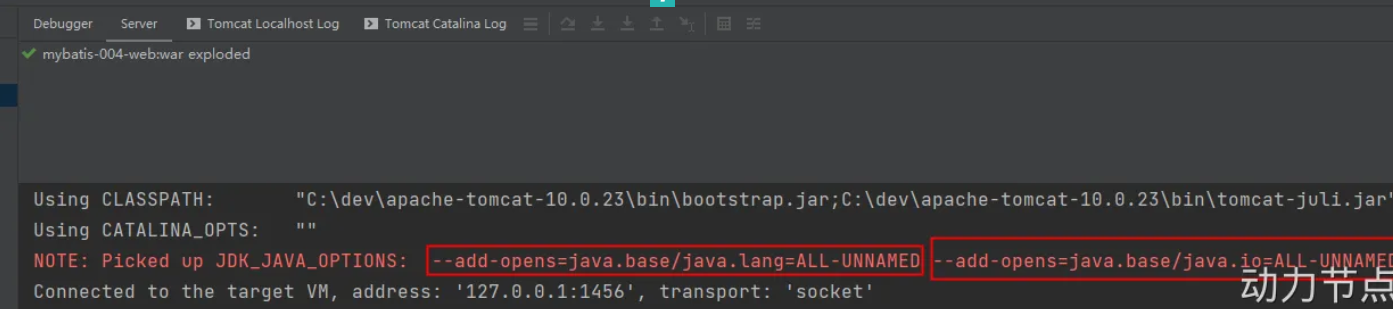 Debugger Server Tomcat Localhost Log Tomcat Catalina Log
mybatis-004-web:war exploded
Using CLASSPATH: "C:\dev\apache-tomcat-10.0.23\bin\bootstrap.jar;C:\dev\apache-tomcat-10.0.23\bin\tomcat-juli.jar"
Using CATALINA_OPTS: ""
NOTE: Picked up JDK_JAVA_OPTIONS: --add-opens=java.base/java.lang=ALL-UNNAMED --add-opens=java.base/java.io=ALL-UNNAMED
Connected to the target VM, address: '127.0.0.1:1456', transport: 'socket'
动力节点